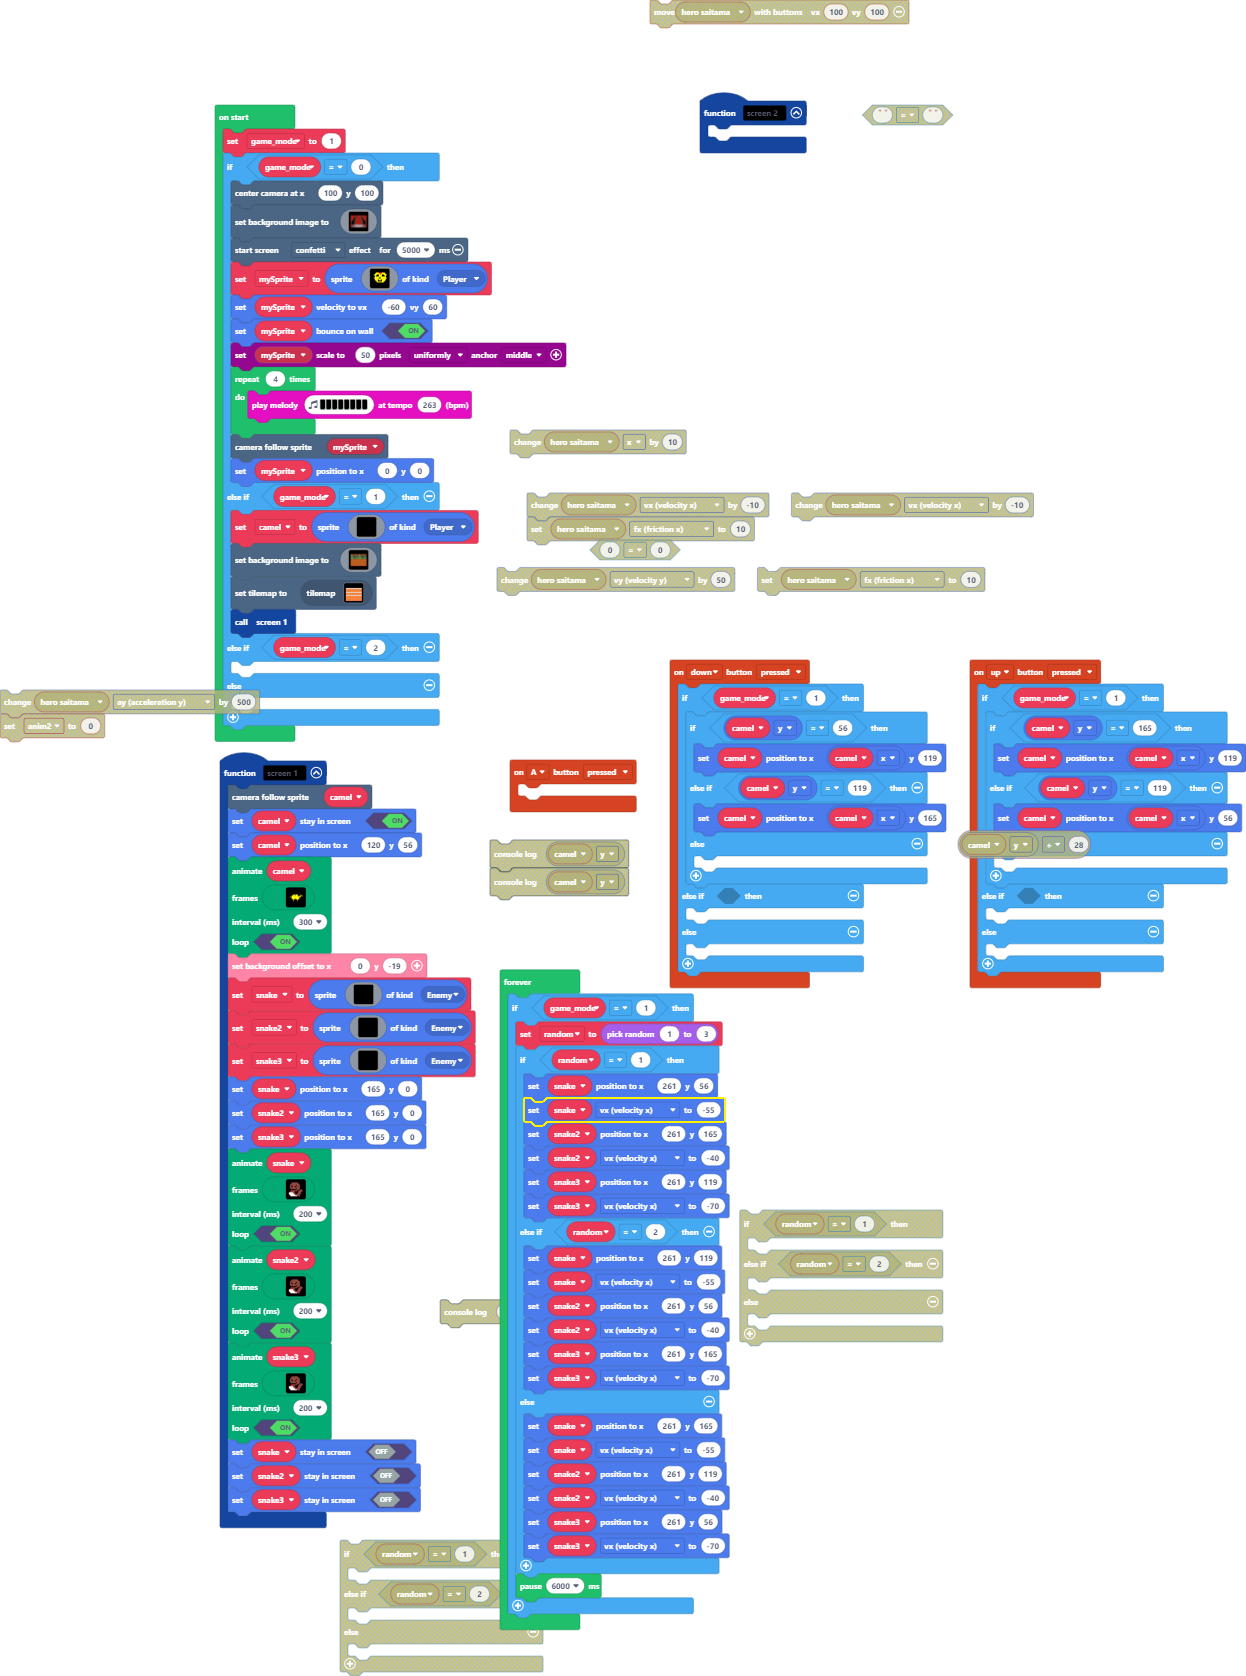 move hero saitama with buttons vx 100 vy 100
function screen 2
" " = " "
on start
set game_mode to 1
if game_mode = 0 then
center camera at x 100 y 100
set background image to
start screen confetti effect for 5000 ms
set mySprite to sprite of kind Player
set mySprite velocity to vx -60 vy 60
set mySprite bounce on wall ON
set mySprite scale to 50 pixels uniformly anchor middle
repeat 4 times
do play melody at tempo 263 (bpm)
camera follow sprite mySprite
set mySprite position to x 0 y 0
else if game_mode = 1 then
set camel to sprite of kind Player
set background image to
set tilemap to tilemap
call screen 1
else if game_mode = 2 then
else
change hero saitama x by 10
change hero saitama vx (velocity x) by -10
set hero saitama fx (friction x) to 10
0 = 0
change hero saitama vx (velocity x) by -10
change hero saitama vy (velocity y) by 50
set hero saitama fx (friction x) to 10
change hero saitama ay (acceleration y) by 500
set anim2 to 0
on down button pressed
if game_mode = 1 then
if camel y = 56 then
set camel position to x camel x y 119
else if camel y = 119 then
set camel position to x camel x y 165
else
else if then
else
on up button pressed
if game_mode = 1 then
if camel y = 165 then
set camel position to x camel x y 119
else if camel y = 119 then
set camel position to x camel x y 56
camel y + 28
else if then
else
function screen 1
camera follow sprite camel
set camel stay in screen ON
set camel position to x 120 y 56
animate camel
frames
interval (ms) 300
loop ON
set background offset to x 0 y -19
set snake to sprite of kind Enemy
set snake2 to sprite of kind Enemy
set snake3 to sprite of kind Enemy
set snake position to x 165 y 0
set snake2 position to x 165 y 0
set snake3 position to x 165 y 0
animate snake
frames
interval (ms) 200
loop ON
animate snake2
frames
interval (ms) 200
loop ON
animate snake3
frames
interval (ms) 200
loop ON
set snake stay in screen OFF
set snake2 stay in screen OFF
set snake3 stay in screen OFF
on A button pressed
console log camel y
console log camel y
forever
if game_mode = 1 then
set random to pick random 1 to 3
if random = 1 then
set snake position to x 261 y 56
set snake vx (velocity x) to -55
set snake2 position to x 261 y 165
set snake2 vx (velocity x) to -40
set snake3 position to x 261 y 119
set snake3 vx (velocity x) to -70
else if random = 2 then
set snake position to x 261 y 119
set snake vx (velocity x) to -55
set snake2 position to x 261 y 56
set snake2 vx (velocity x) to -40
set snake3 position to x 261 y 165
set snake3 vx (velocity x) to -70
else
set snake position to x 261 y 165
set snake vx (velocity x) to -55
set snake2 position to x 261 y 119
set snake2 vx (velocity x) to -40
set snake3 position to x 261 y 56
set snake3 vx (velocity x) to -70
pause 6000 ms
if random = 1 then
else if random = 2 then
else
console log
if random = 1
else if random = 2
else